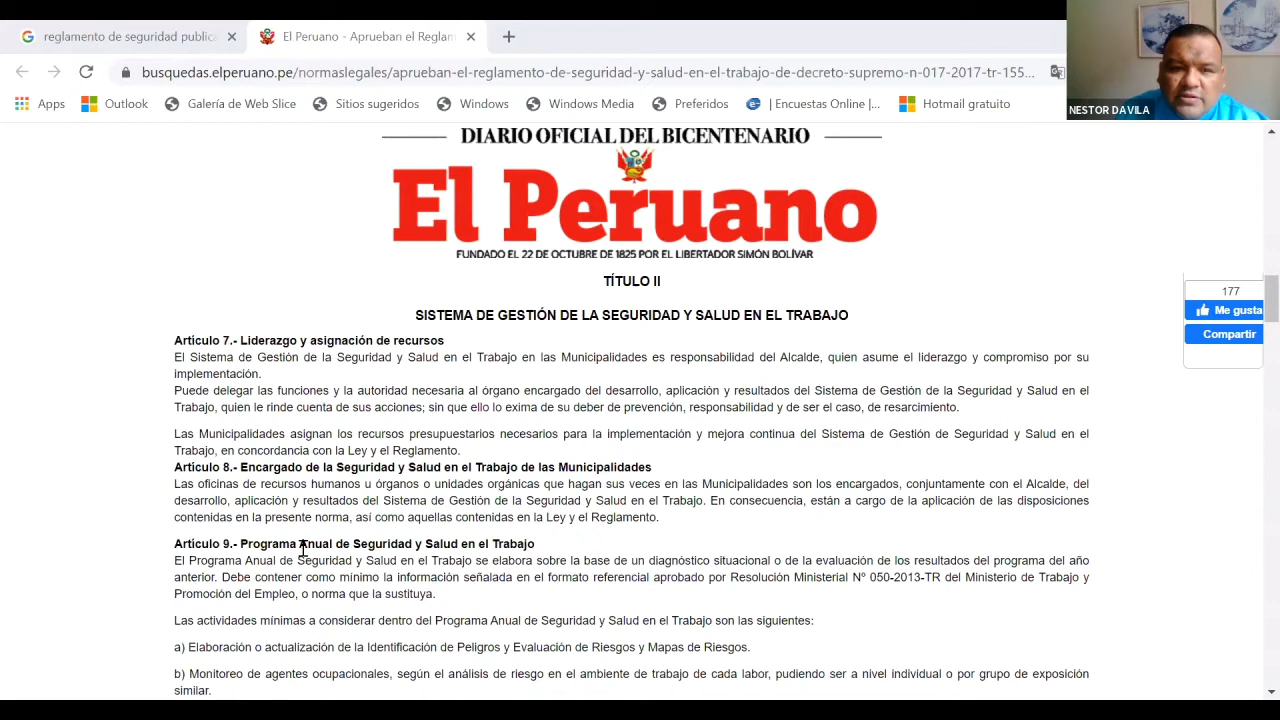 reglamento de seguridad publica
El Peruano - Aprueban el Reglam
busquedas.elperuano.pe/normaslegales/aprueban-el-reglamento-de-seguridad-y-salud-en-el-trabajo-de-decreto-supremo-n-017-2017-tr-155...
Apps Outlook Galería de Web Slice Sitios sugeridos Windows Windows Media Preferidos | Encuestas Online |... Hotmail gratuito
NESTOR DAVILA
DIARIO OFICIAL DEL BICENTENARIO
El Peruano
FUNDADO EL 22 DE OCTUBRE DE 1825 POR EL LIBERTADOR SIMÓN BOLÍVAR
TÍTULO II
177
Me gusta
Compartir
SISTEMA DE GESTIÓN DE LA SEGURIDAD Y SALUD EN EL TRABAJO
Artículo 7.- Liderazgo y asignación de recursos
El Sistema de Gestión de la Seguridad y Salud en el Trabajo en las Municipalidades es responsabilidad del Alcalde, quien asume el liderazgo y compromiso por su
implementación.
Puede delegar las funciones y la autoridad necesaria al órgano encargado del desarrollo, aplicación y resultados del Sistema de Gestión de la Seguridad y Salud en el
Trabajo, quien le rinde cuenta de sus acciones; sin que ello lo exima de su deber de prevención, responsabilidad y de ser el caso, de resarcimiento.
Las Municipalidades asignan los recursos presupuestarios necesarios para la implementación y mejora continua del Sistema de Gestión de Seguridad y Salud en el
Trabajo, en concordancia con la Ley y el Reglamento.
Artículo 8.- Encargado de la Seguridad y Salud en el Trabajo de las Municipalidades
Las oficinas de recursos humanos u órganos o unidades orgánicas que hagan sus veces en las Municipalidades son los encargados, conjuntamente con el Alcalde, del
desarrollo, aplicación y resultados del Sistema de Gestión de la Seguridad y Salud en el Trabajo. En consecuencia, están a cargo de la aplicación de las disposiciones
contenidas en la presente norma, así como aquellas contenidas en la Ley y el Reglamento.
Artículo 9.- Programa Anual de Seguridad y Salud en el Trabajo
El Programa Anual de Seguridad y Salud en el Trabajo se elabora sobre la base de un diagnóstico situacional o de la evaluación de los resultados del programa del año
anterior. Debe contener como mínimo la información señalada en el formato referencial aprobado por Resolución Ministerial Nº 050-2013-TR del Ministerio de Trabajo y
Promoción del Empleo, o norma que la sustituya.
Las actividades mínimas a considerar dentro del Programa Anual de Seguridad y Salud en el Trabajo son las siguientes:
a) Elaboración o actualización de la Identificación de Peligros y Evaluación de Riesgos y Mapas de Riesgos.
b) Monitoreo de agentes ocupacionales, según el análisis de riesgo en el ambiente de trabajo de cada labor, pudiendo ser a nivel individual o por grupo de exposición
similar.